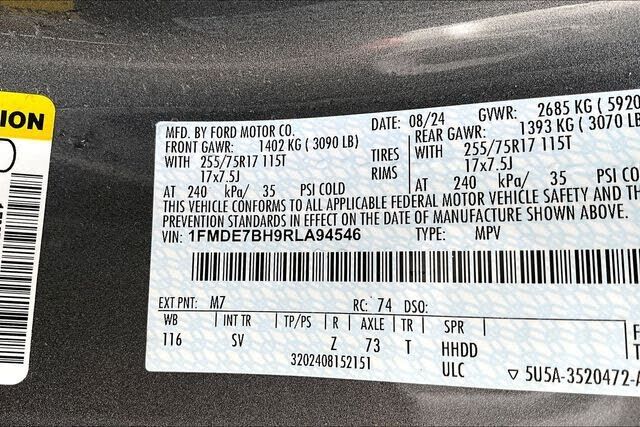 ION
MFD. BY FORD MOTOR CO. DATE: 08/24 GVWR: 2685 KG ( 5920
FRONT GAWR: 1402 KG ( 3090 LB) REAR GAWR: 1393 KG ( 3070 LB)
WITH 255/75R17 115T TIRES WITH 255/75R17 115T
17x7.5J RIMS 17x7.5J
AT 240 kPa/ 35 PSI COLD AT 240 kPa/ 35 PSI CO
THIS VEHICLE CONFORMS TO ALL APPLICABLE FEDERAL MOTOR VEHICLE SAFETY AND
PREVENTION STANDARDS IN EFFECT ON THE DATE OF MANUFACTURE SHOWN ABOVE.
VIN: 1FMDE7BH9RLA94546 TYPE: MPV
EXT PNT: M7 RC: 74 DSO:
WB INT TR TP/PS R AXLE TR SPR
116 SV Z 73 T HHDD
3202408152151 ULC 5U5A-3520472-A